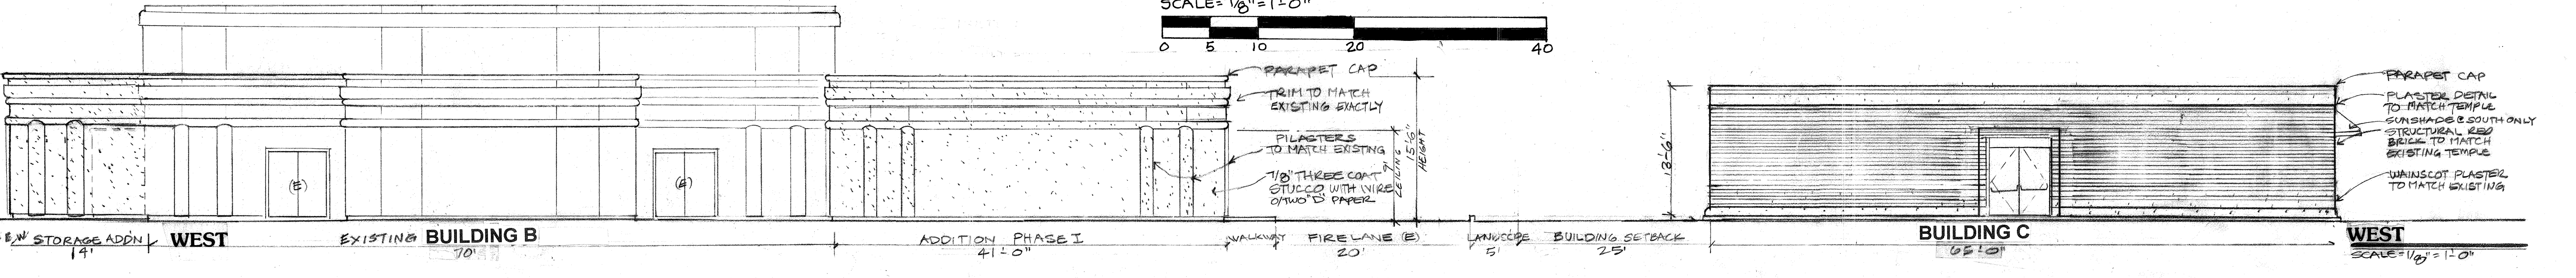 SCALE= 1/8"=1'-0"
0 5 10 20 40
PARAPET CAP
TRIM TO MATCH
EXISTING EXACTLY
PILASTERS
TO MATCH EXISTING
7/8" THREE COAT
STUCCO WITH WIRE
O/TWO "D" PAPER
9'
CEILING
15'-6"
HEIGHT
(E)
(E)
STORAGE ADDN
14'
WEST
EXISTING BUILDING B
70'
ADDITION PHASE I
41'-0"
WALKWAY
FIRE LANE (E)
20'
LANDSCAPE
5'
BUILDING SETBACK
25'
13'-6"
PARAPET CAP
PLASTER DETAIL
TO MATCH TEMPLE
SUNSHADE @ SOUTH ONLY
STRUCTURAL RED
BRICK TO MATCH
EXISTING TEMPLE
WAINSCOT PLASTER
TO MATCH EXISTING
BUILDING C
65'-0"
WEST
SCALE=1/8"=1'-0"